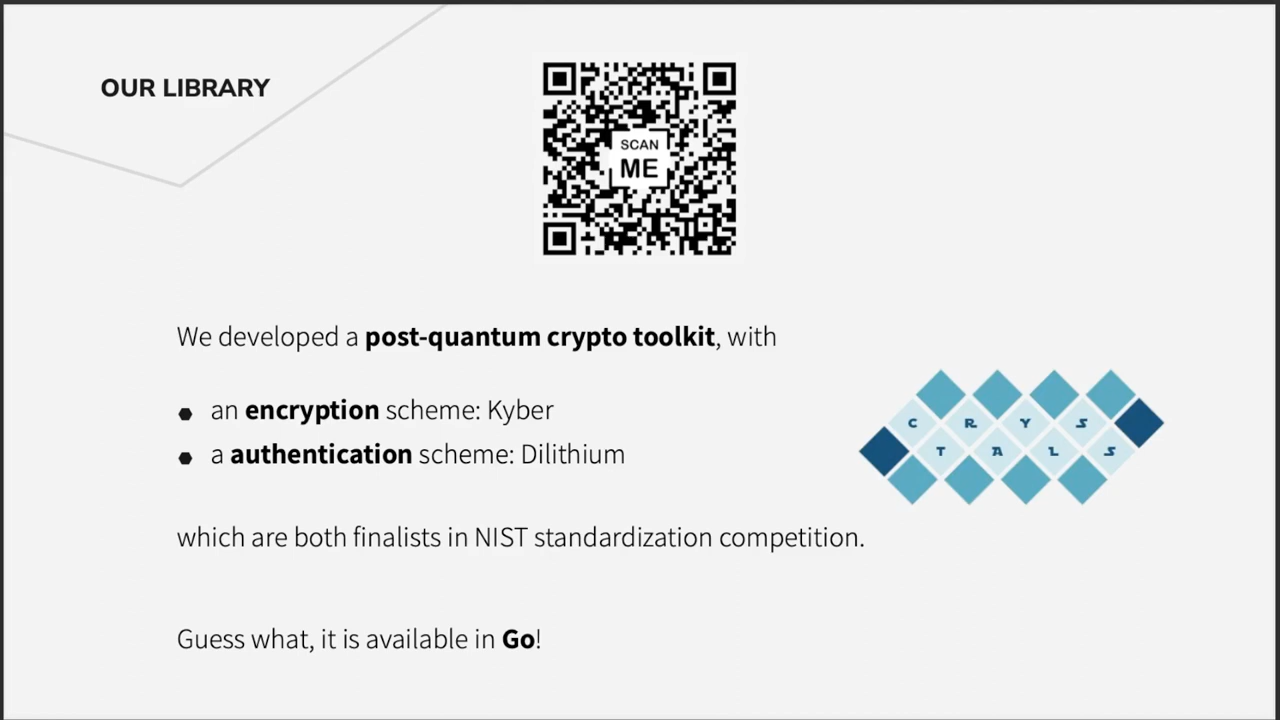 OUR LIBRARY
SCAN
ME
We developed a post-quantum crypto toolkit, with
an encryption scheme: Kyber
a authentication scheme: Dilithium
C R Y S
T A L S
which are both finalists in NIST standardization competition.
Guess what, it is available in Go!